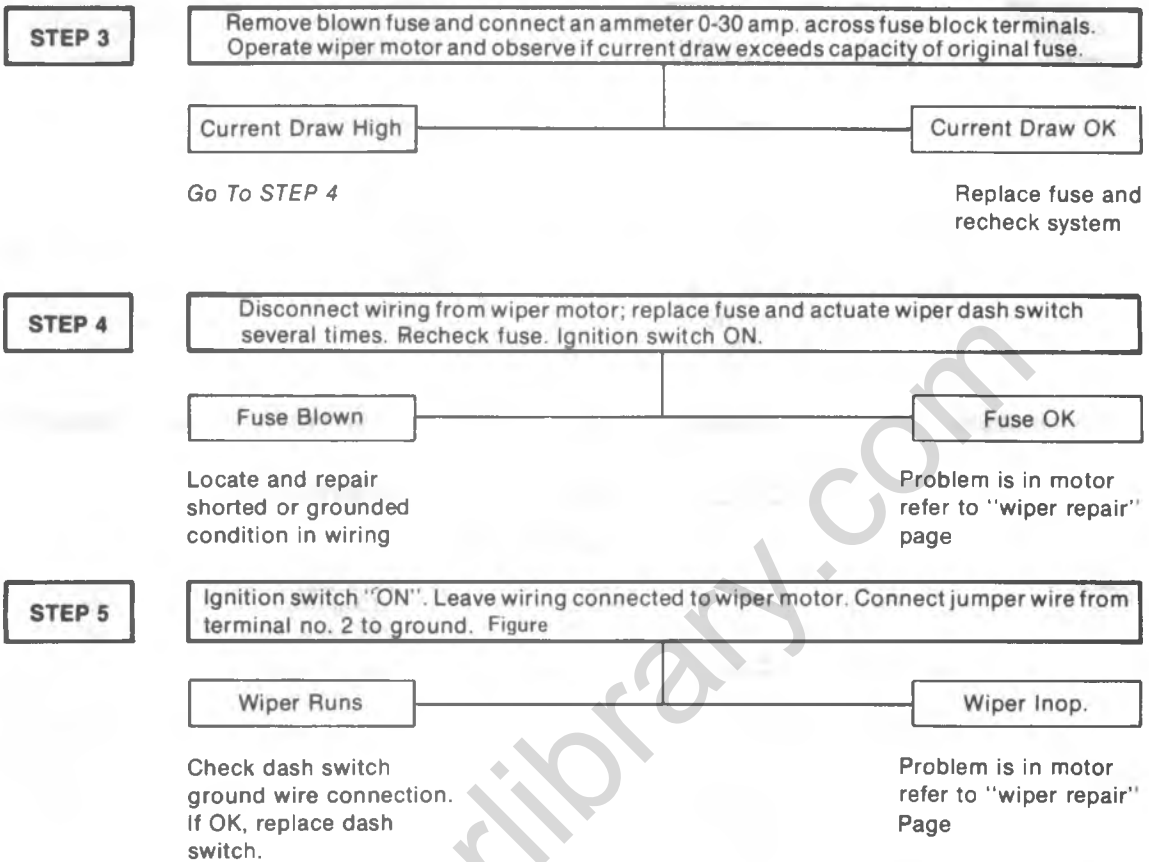 STEP 3
Remove blown fuse and connect an ammeter 0-30 amp. across fuse block terminals.
Operate wiper motor and observe if current draw exceeds capacity of original fuse.
Current Draw High
Current Draw OK
Go To STEP 4
Replace fuse and
recheck system
STEP 4
Disconnect wiring from wiper motor; replace fuse and actuate wiper dash switch
several times. Recheck fuse. Ignition switch ON.
Fuse Blown
Fuse OK
Locate and repair
shorted or grounded
condition in wiring
Problem is in motor
refer to "wiper repair"
page
STEP 5
Ignition switch "ON". Leave wiring connected to wiper motor. Connect jumper wire from
terminal no. 2 to ground. Figure
Wiper Runs
Wiper Inop.
Check dash switch
ground wire connection.
If OK, replace dash
switch.
Problem is in motor
refer to "wiper repair"
Page
rlibrary.com